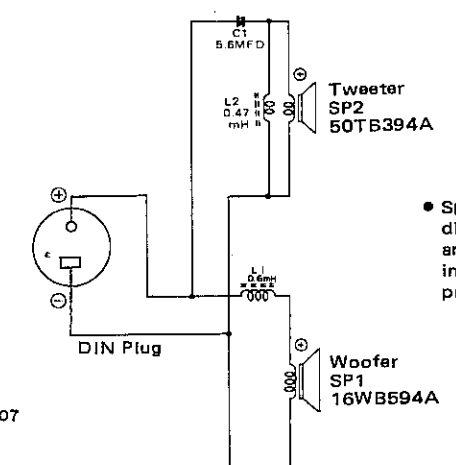 C1
5.6MFD
⊕
Tweeter
SP2
50TB394A
L2
0.47
mH
⊕
L1
0.6mH
⊖
DIN Plug
⊕
Woofer
SP1
16WB594A
07